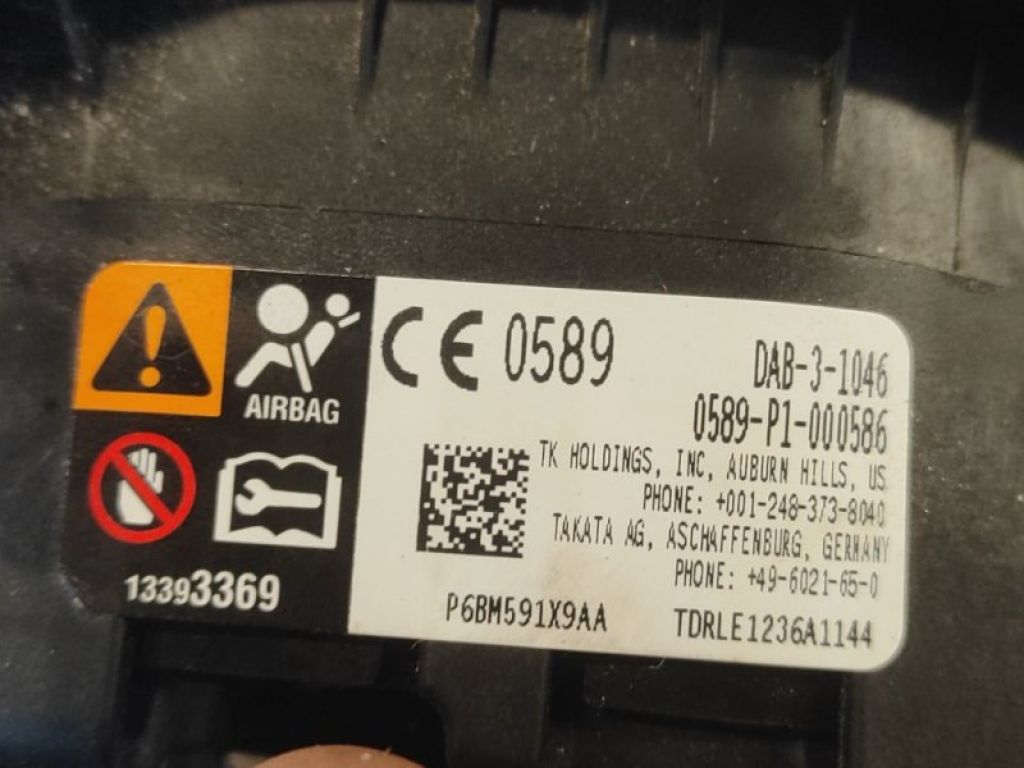 CE 0589
DAB-3-1046
0589-P1-000586
AIRBAG
TK HOLDINGS, INC, AUBURN HILLS, US
PHONE: +001-248-373-8040
TAKATA AG, ASCHAFFENBURG, GERMANY
PHONE: +49-6021-65-0
13393369
P6BM591X9AA
TDRLE1236A1144